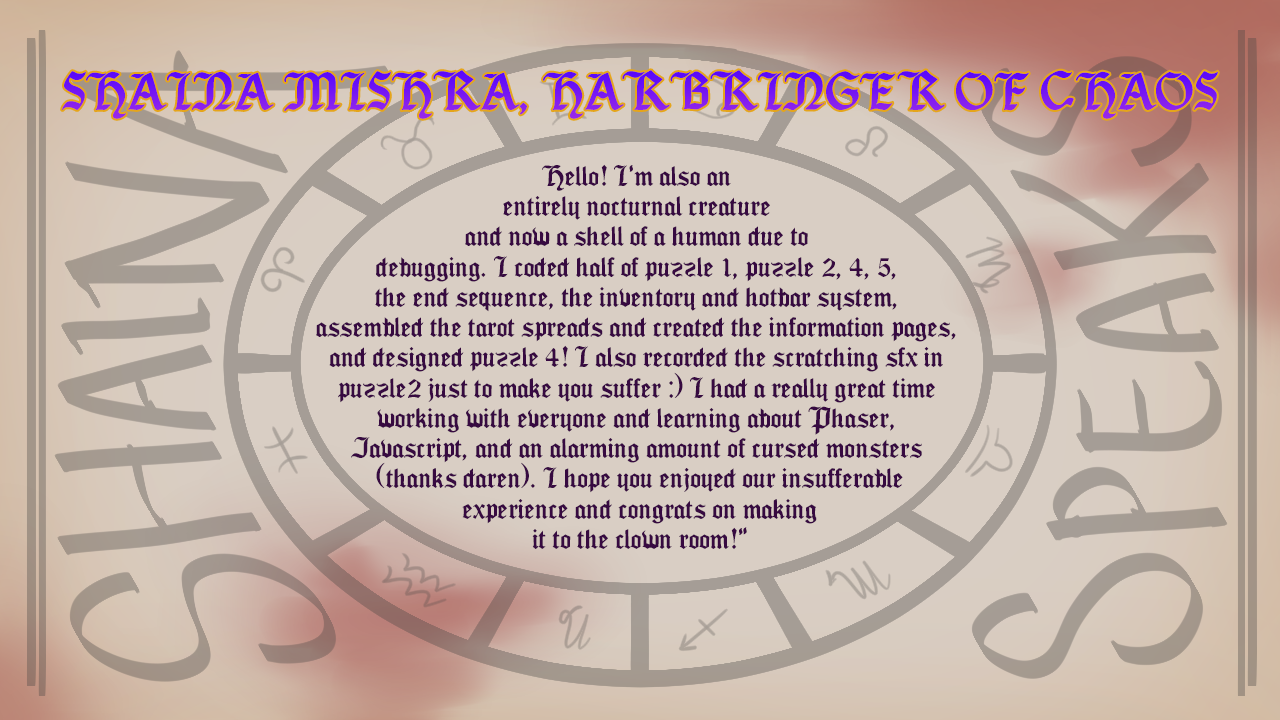 SHAINA MISHRA, HARBRINGER OF CHAOS
SHAINA
SPEAKS
Hello! I'm also an
entirely nocturnal creature
and now a shell of a human due to
debugging. I coded half of puzzle 1, puzzle 2, 4, 5,
the end sequence, the inventory and hotbar system,
assembled the tarot spreads and created the information pages,
and designed puzzle 4! I also recorded the scratching sfx in
puzzle2 just to make you suffer :) I had a really great time
working with everyone and learning about Phaser,
Javascript, and an alarming amount of cursed monsters
(thanks daren). I hope you enjoyed our insufferable
experience and congrats on making
it to the clown room!"